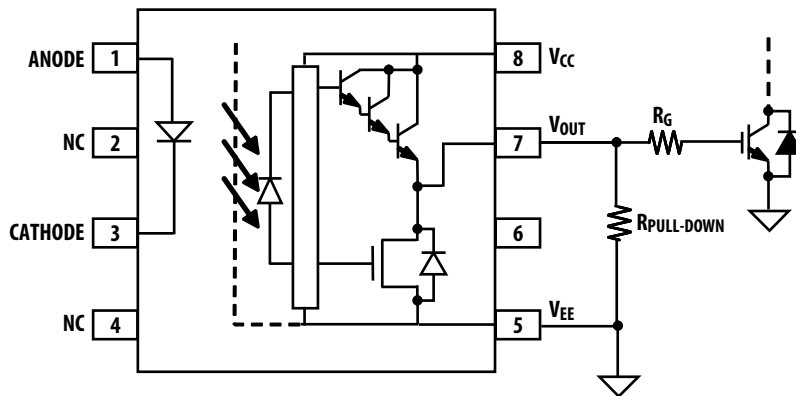 ANODE 1
8 VCC
NC 2
7 VOUT
RG
CATHODE 3
6
RPULL-DOWN
NC 4
5 VEE